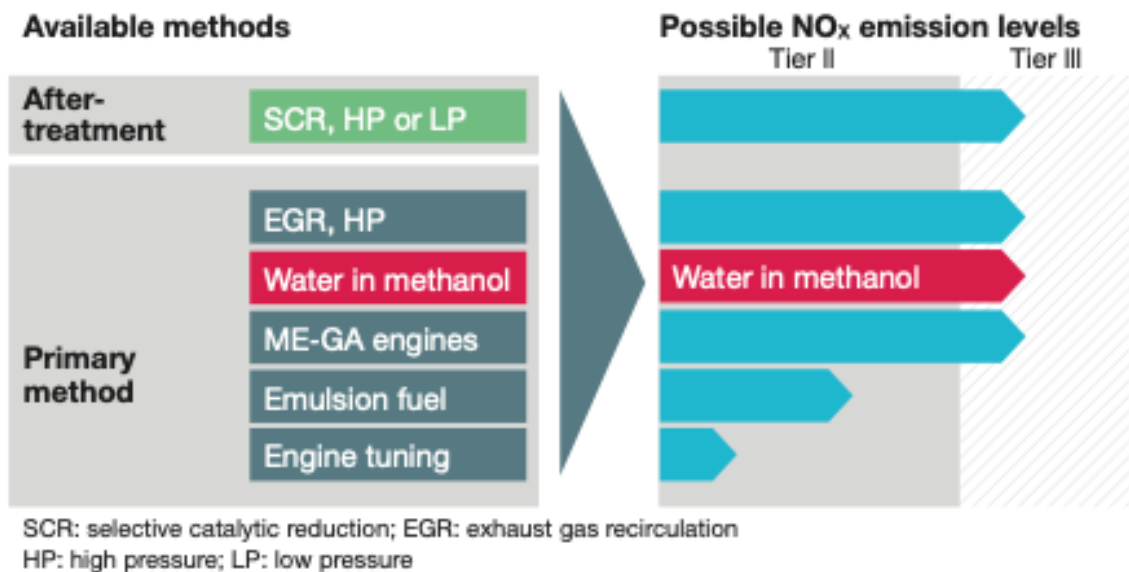 Available methods
Possible NOx emission levels
Tier II
Tier III
After-
treatment
SCR, HP or LP
Primary
method
EGR, HP
Water in methanol
ME-GA engines
Emulsion fuel
Engine tuning
Water in methanol
SCR: selective catalytic reduction; EGR: exhaust gas recirculation
HP: high pressure; LP: low pressure